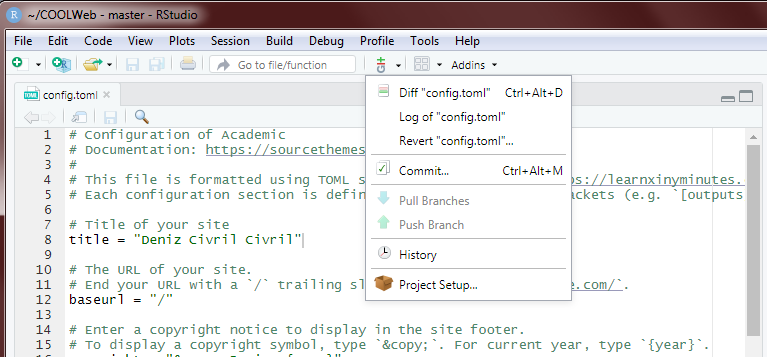 ~/COOLWeb - master - RStudio
File Edit Code View Plots Session Build Debug Profile Tools Help
Go to file/function Addins
config.toml
Diff "config.toml" Ctrl+Alt+D
Log of "config.toml"
Revert "config.toml"...
Commit... Ctrl+Alt+M
Pull Branches
Push Branch
History
Project Setup...
1 # Configuration of Academic
2 # Documentation: https://sourcethemes
3 #
4 # This file is formatted using TOML s ps://learnxinyminutes.
5 # Each configuration section is defin ackets (e.g. `[outputs
6
7 # Title of your site
8 title = "Deniz Civril Civril"
9
10 # The URL of your site.
11 # End your URL with a `/` trailing sl e.com/`.
12 baseurl = "/"
13
14 # Enter a copyright notice to display in the site footer.
15 # To display a copyright symbol, type `&copy;`. For current year, type `{year}`.